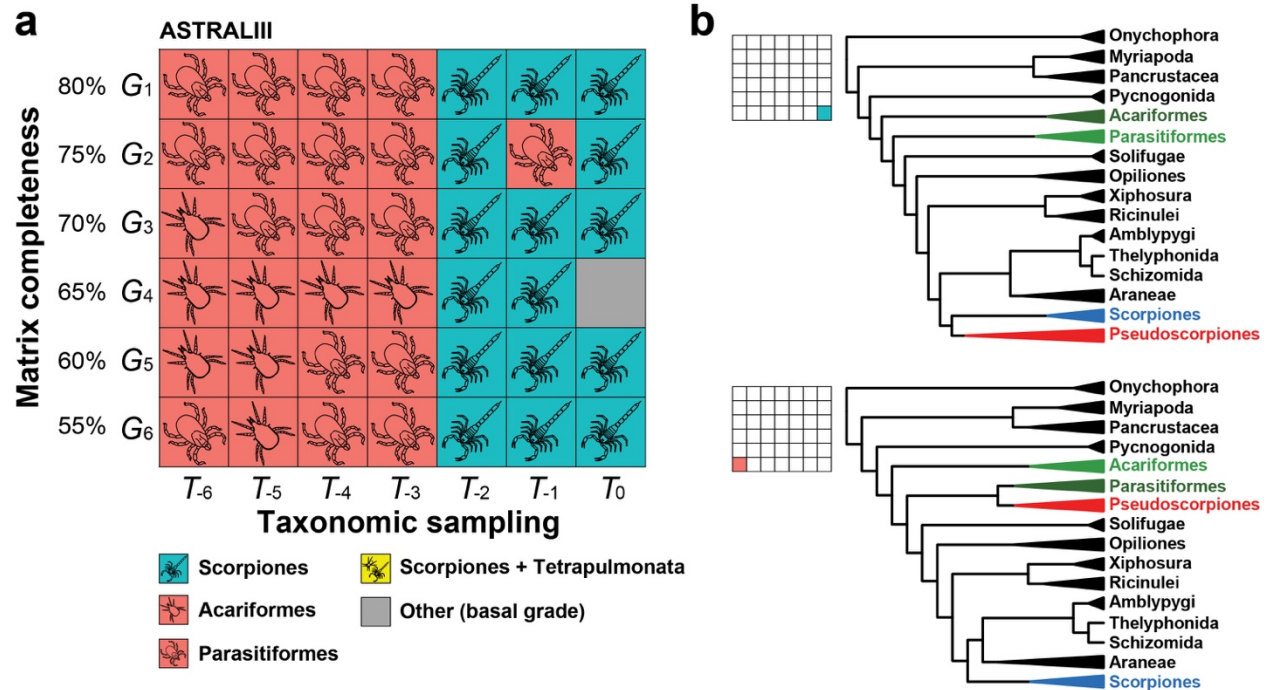 a
ASTRALIII
Matrix completeness
80% G1
75% G2
70% G3
65% G4
60% G5
55% G6
T-6 T-5 T-4 T-3 T-2 T-1 T0
Taxonomic sampling
Scorpiones
Acariformes
Parasitiformes
Scorpiones + Tetrapulmonata
Other (basal grade)
b
Onychophora
Myriapoda
Pancrustacea
Pycnogonida
Acariformes
Parasitiformes
Solifugae
Opiliones
Xiphosura
Ricinulei
Amblypygi
Thelyphonida
Schizomida
Araneae
Scorpiones
Pseudoscorpiones
Onychophora
Myriapoda
Pancrustacea
Pycnogonida
Acariformes
Parasitiformes
Pseudoscorpiones
Solifugae
Opiliones
Xiphosura
Ricinulei
Amblypygi
Thelyphonida
Schizomida
Araneae
Scorpiones